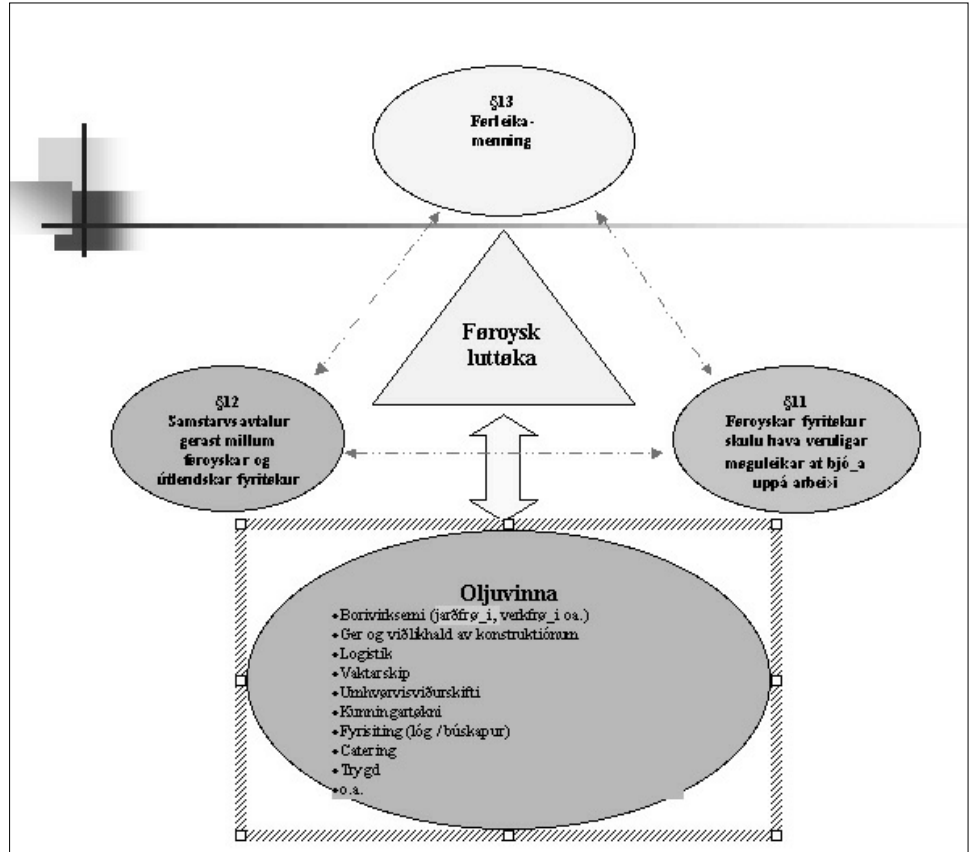 §13
Førleika-
menning
Føroysk
luttøka
§12
Samstarvsavtalur
gerast millum
føroyskar og
útlendskar fyritøkur
§11
Føroyskar fyritøkur
skulu hava veruligar
møguleikar at bjó_a
uppá arbei›i
Oljuvinna
•Borivirksemi (jarðfrø_i, verkfrø_i oa.)
•Ger og viðlíkhald av konstruktiónum
•Logistik
•Vaktarskip
•Umhvørvisviðurskifti
•Kunningartøkni
•Fyrisiting (lóg / búskapur)
•Catering
•Trygd
•o.a.